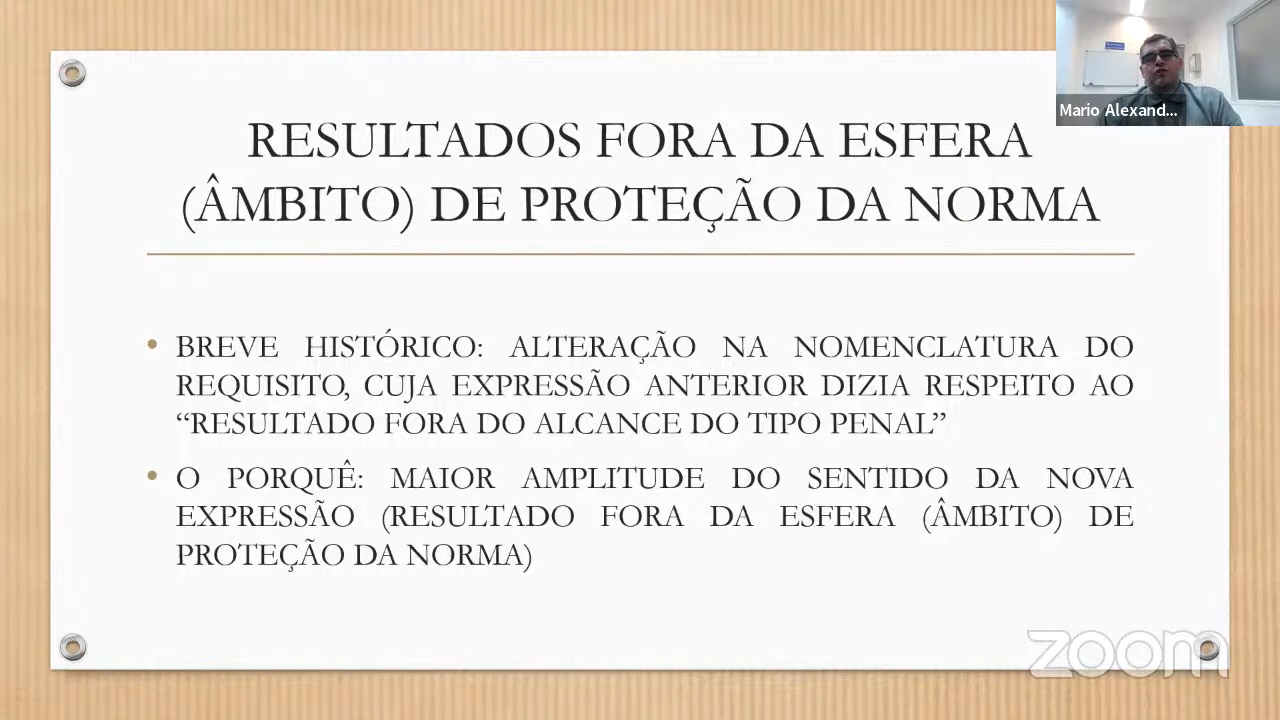 Mario Alexand...
RESULTADOS FORA DA ESFERA
(ÂMBITO) DE PROTEÇÃO DA NORMA
• BREVE HISTÓRICO: ALTERAÇÃO NA NOMENCLATURA DO
REQUISITO, CUJA EXPRESSÃO ANTERIOR DIZIA RESPEITO AO
“RESULTADO FORA DO ALCANCE DO TIPO PENAL”
• O PORQUÊ: MAIOR AMPLITUDE DO SENTIDO DA NOVA
EXPRESSÃO (RESULTADO FORA DA ESFERA (ÂMBITO) DE
PROTEÇÃO DA NORMA)
zoom